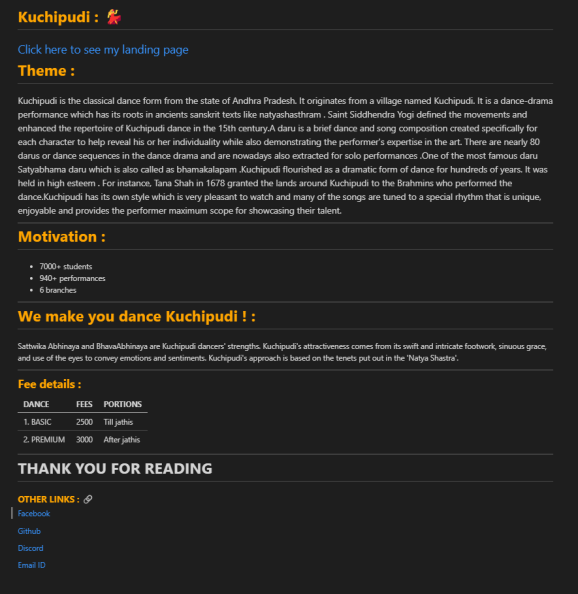 Kuchipudi : 💃
Click here to see my landing page
Theme :
Kuchipudi is the classical dance form from the state of Andhra Pradesh. It originates from a village named Kuchipudi. It is a dance-drama
performance which has its roots in ancients sanskrit texts like natyashasthram . Saint Siddhendra Yogi defined the movements and
enhanced the repertoire of Kuchipudi dance in the 15th century.A daru is a brief dance and song composition created specifically for
each character to help reveal his or her individuality while also demonstrating the performer's expertise in the art. There are nearly 80
darus or dance sequences in the dance drama and are nowadays also extracted for solo performances .One of the most famous daru
Satyabhama daru which is also called as bhamakalapam .Kuchipudi flourished as a dramatic form of dance for hundreds of years. It was
held in high esteem . For instance, Tana Shah in 1678 granted the lands around Kuchipudi to the Brahmins who performed the
dance.Kuchipudi has its own style which is very pleasant to watch and many of the songs are tuned to a special rhythm that is unique,
enjoyable and provides the performer maximum scope for showcasing their talent.
Motivation :
• 7000+ students
• 940+ performances
• 6 branches
We make you dance Kuchipudi ! :
Sattwika Abhinaya and BhavaAbhinaya are Kuchipudi dancers' strengths. Kuchipudi's attractiveness comes from its swift and intricate footwork, sinuous grace,
and use of the eyes to convey emotions and sentiments. Kuchipudi's approach is based on the tenets put out in the 'Natya Shastra'.
Fee details :
DANCE FEES PORTIONS
1. BASIC 2500 Till jathis
2. PREMIUM 3000 After jathis
THANK YOU FOR READING
OTHER LINKS : 🔗
Facebook
Github
Discord
Email ID